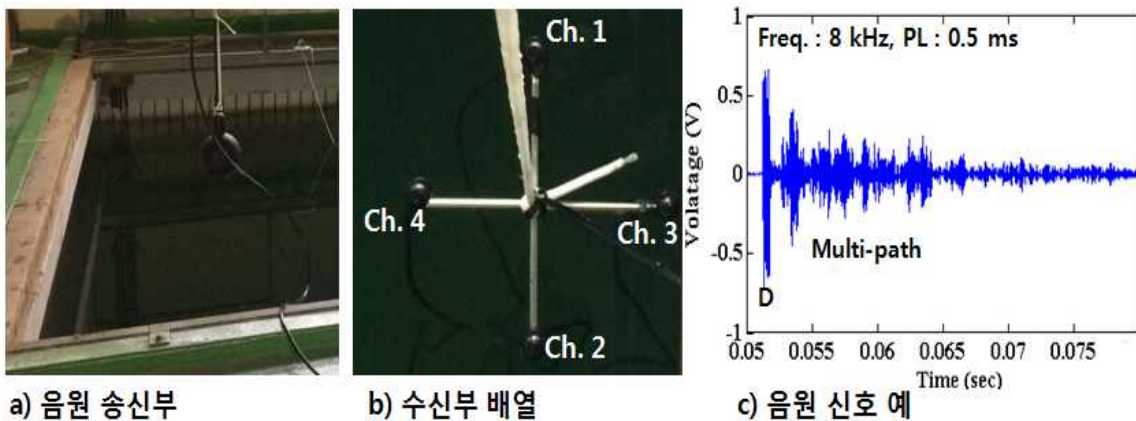 Ch. 1
Ch. 4
Ch. 3
Ch. 2
1
Freq. : 8 kHz, PL : 0.5 ms
0.5
0
-0.5
-1
Volatage (V)
Multi-path
D
0.05 0.055 0.06 0.065 0.07 0.075
Time (sec)
a) 음원 송신부 b) 수신부 배열 c) 음원 신호 예